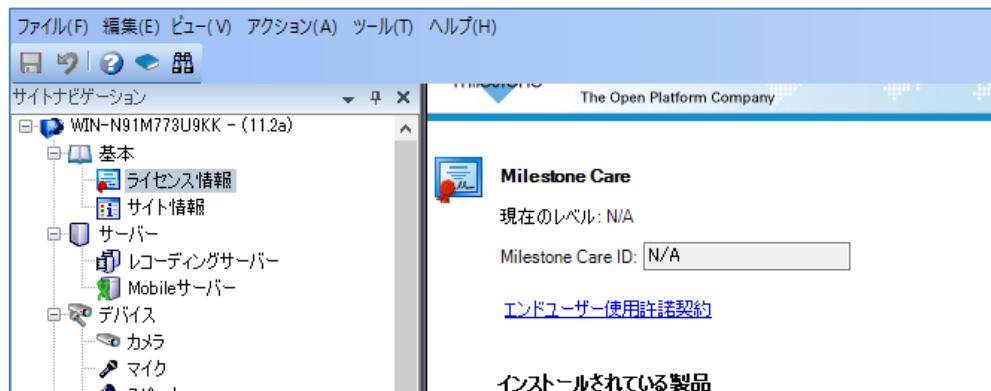 ファイル(F) 編集(E) ビュー(V) アクション(A) ツール(T) ヘルプ(H)
サイトナビゲーション
WIN-N91M773U9KK - (11.2a)
基本
ライセンス情報
サイト情報
サーバー
レコーディングサーバー
Mobileサーバー
デバイス
カメラ
マイク
The Open Platform Company
Milestone Care
現在のレベル: N/A
Milestone Care ID: N/A
エンドユーザー使用許諾契約
インストールされている製品